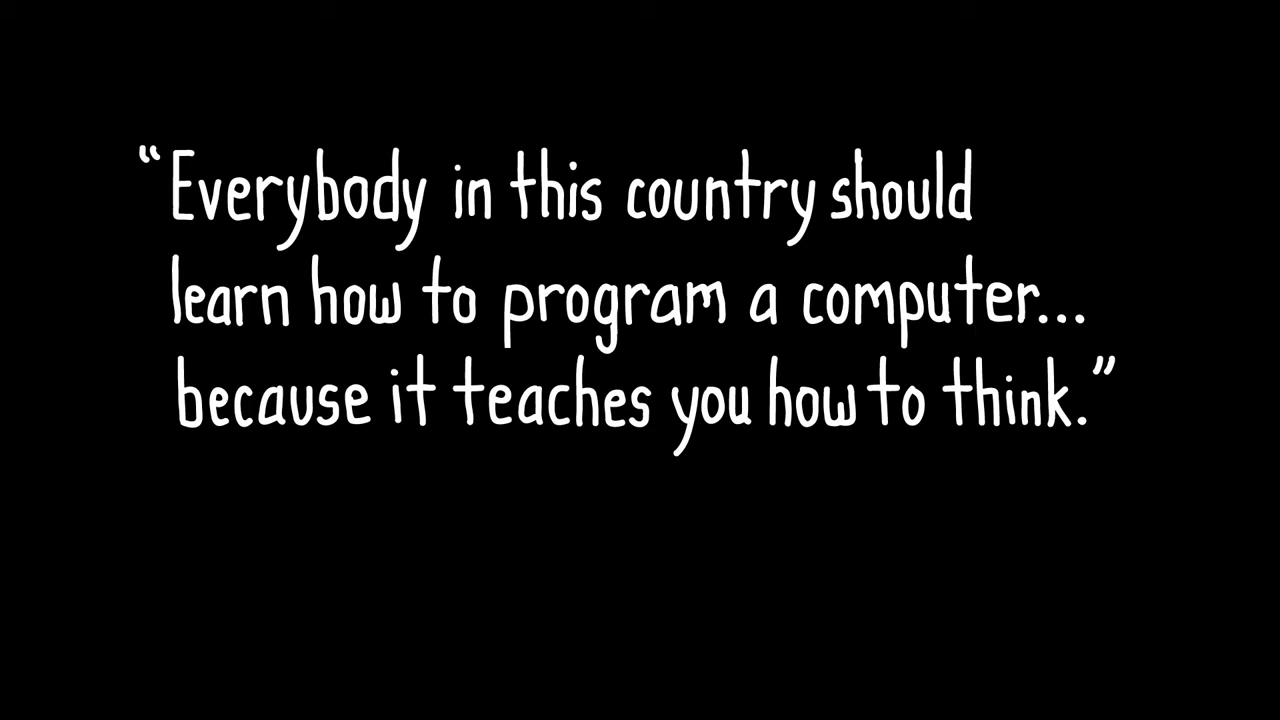 “Everybody in this country should
learn how to program a computer...
because it teaches you how to think.”